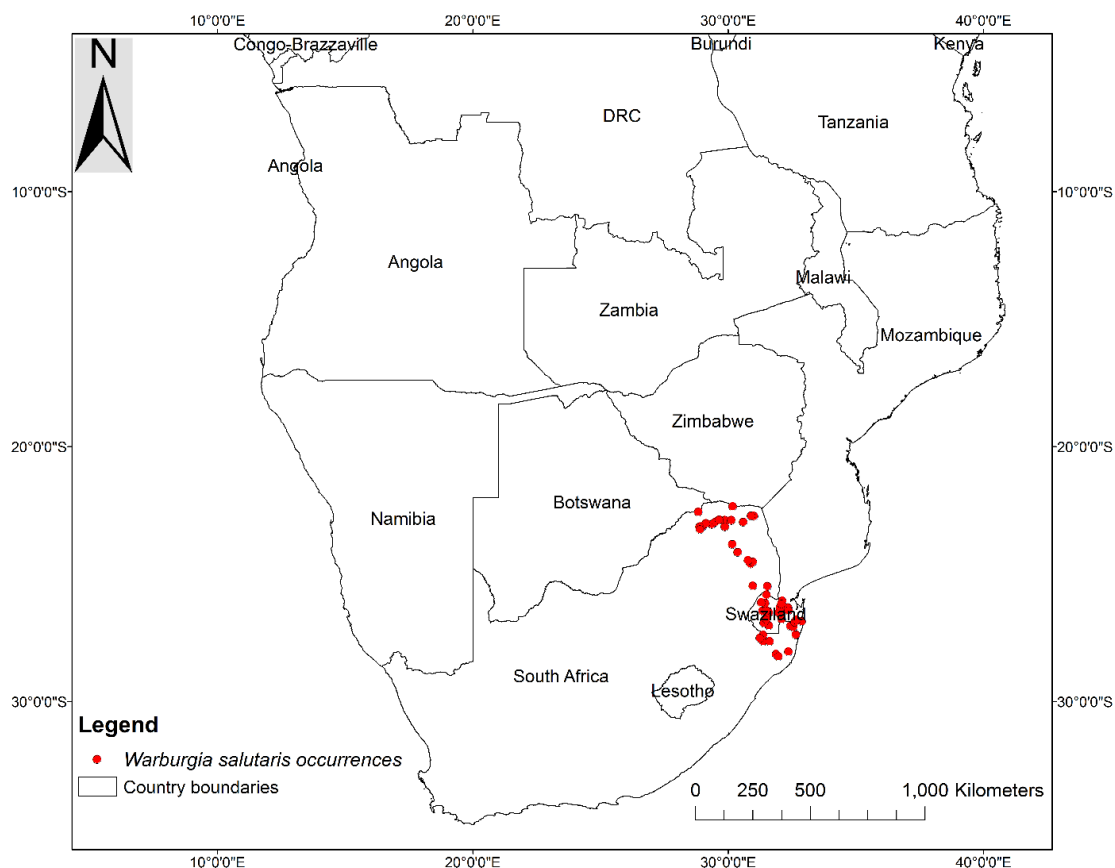 10°0'0"E 20°0'0"E 30°0'0"E 40°0'0"E
N
Congo-Brazzaville Burundi Kenya
DRC
Tanzania
Angola
10°0'0"S 10°0'0"S
Angola
Malawi
Zambia
Mozambique
Zimbabwe
20°0'0"S 20°0'0"S
Botswana
Namibia
Swaziland
South Africa
Lesotho
30°0'0"S 30°0'0"S
Legend
Warburgia salutaris occurrences
Country boundaries
0 250 500 1,000 Kilometers
10°0'0"E 20°0'0"E 30°0'0"E 40°0'0"E